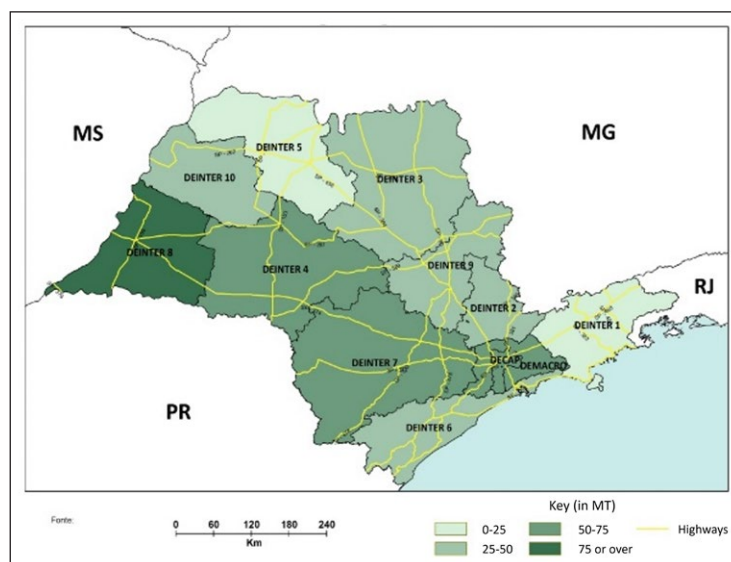 MS
MG
DEINTER 5
DEINTER 10
DEINTER 3
DEINTER 8
DEINTER 4
DEINTER 9
RJ
DEINTER 2
DEINTER 1
DECAP
DEINTER 7
DEMACRO
PR
DEINTER 6
Key (in MT)
Fonte:
0 60 120 180 240
Km
0-25
50-75
Highways
25-50
75 or over